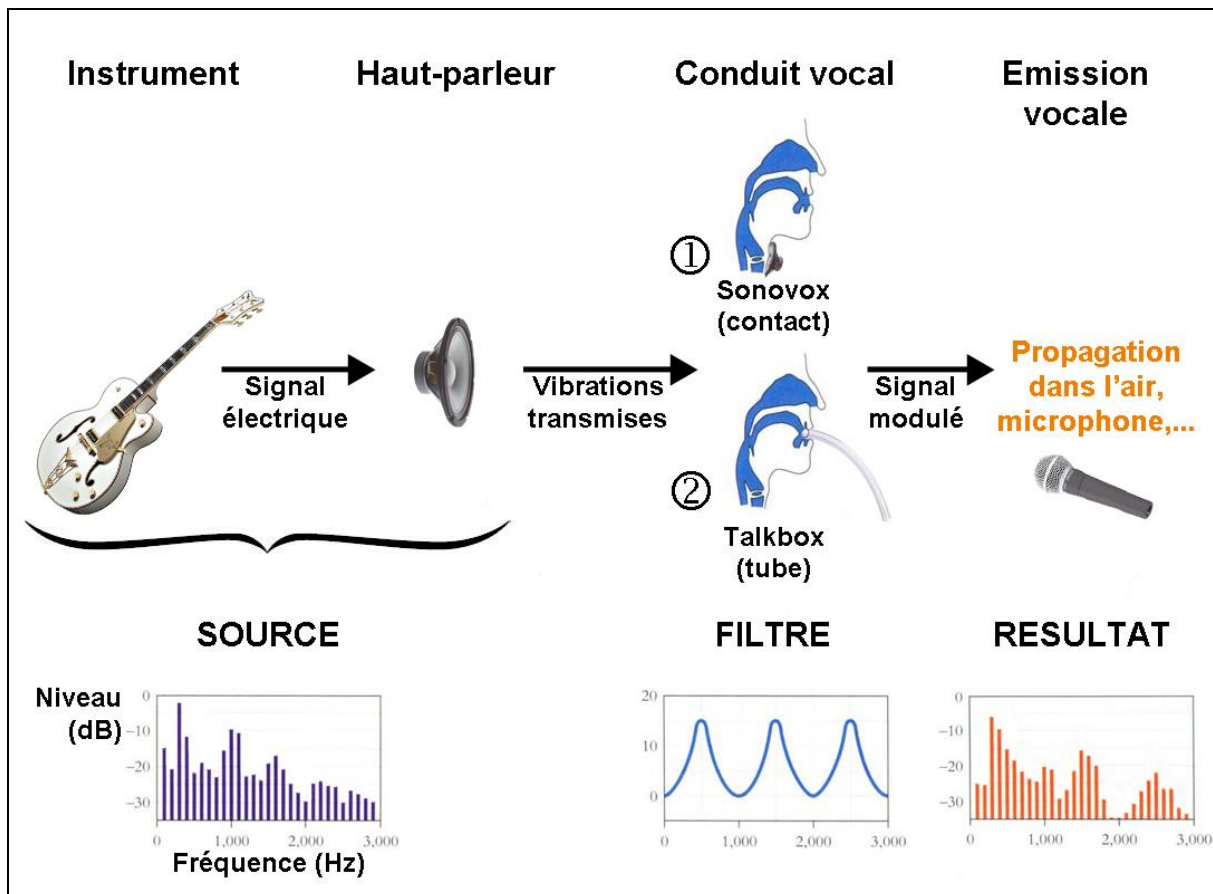 Instrument
Haut-parleur
Conduit vocal
Emission
vocale
①
Sonovox
(contact)
Signal
électrique
Vibrations
transmises
Signal
modulé
Propagation
dans l'air,
microphone,...
②
Talkbox
(tube)
SOURCE
FILTRE
RESULTAT
Niveau
(dB)
0
−10
−20
−30
0
1,000
2,000
3,000
Fréquence (Hz)
20
10
0
0
1,000
2,000
3,000
0
−10
−20
−30
0
1,000
2,000
3,000